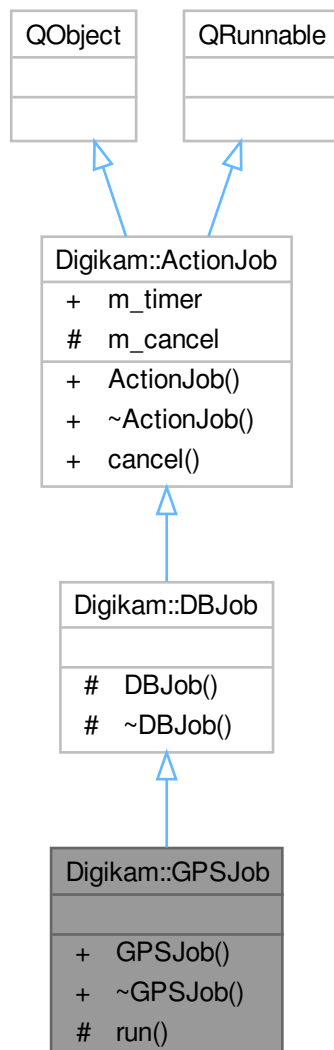 QObject
QRunnable
Digikam::ActionJob
+ m_timer
# m_cancel
+ ActionJob()
+ ~ActionJob()
+ cancel()
Digikam::DBJob
# DBJob()
# ~DBJob()
Digikam::GPSJob
+ GPSJob()
+ ~GPSJob()
# run()